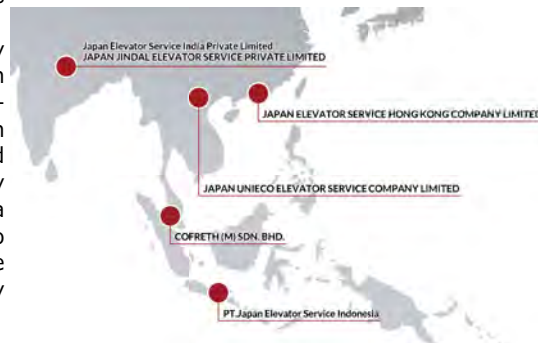 Japan Elevator Service India Private Limited
JAPAN JINDAL ELEVATOR SERVICE PRIVATE LIMITED
JAPAN ELEVATOR SERVICE HONG KONG COMPANY LIMITED
JAPAN UNIECO ELEVATOR SERVICE COMPANY LIMITED
COFRETH (M) SDN. BHD.
PT.Japan Elevator Service Indonesia